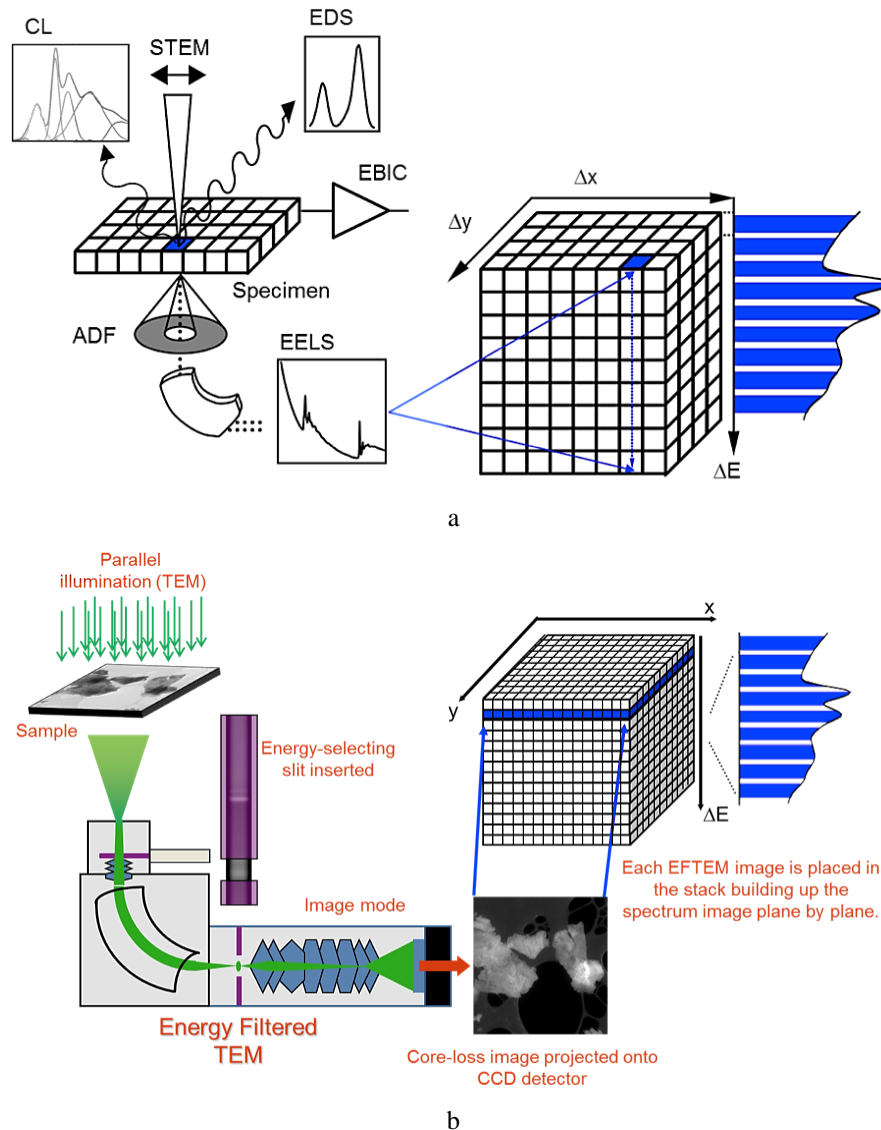 CL
STEM
EDS
EBIC
Specimen
ADF
EELS
Δx
Δy
ΔE
a
Parallel
illumination (TEM)
Sample
Energy-selecting
slit inserted
Image mode
Energy Filtered
TEM
x
y
ΔE
Each EFTEM image is placed in
the stack building up the
spectrum image plane by plane.
Core-loss image projected onto
CCD detector
b